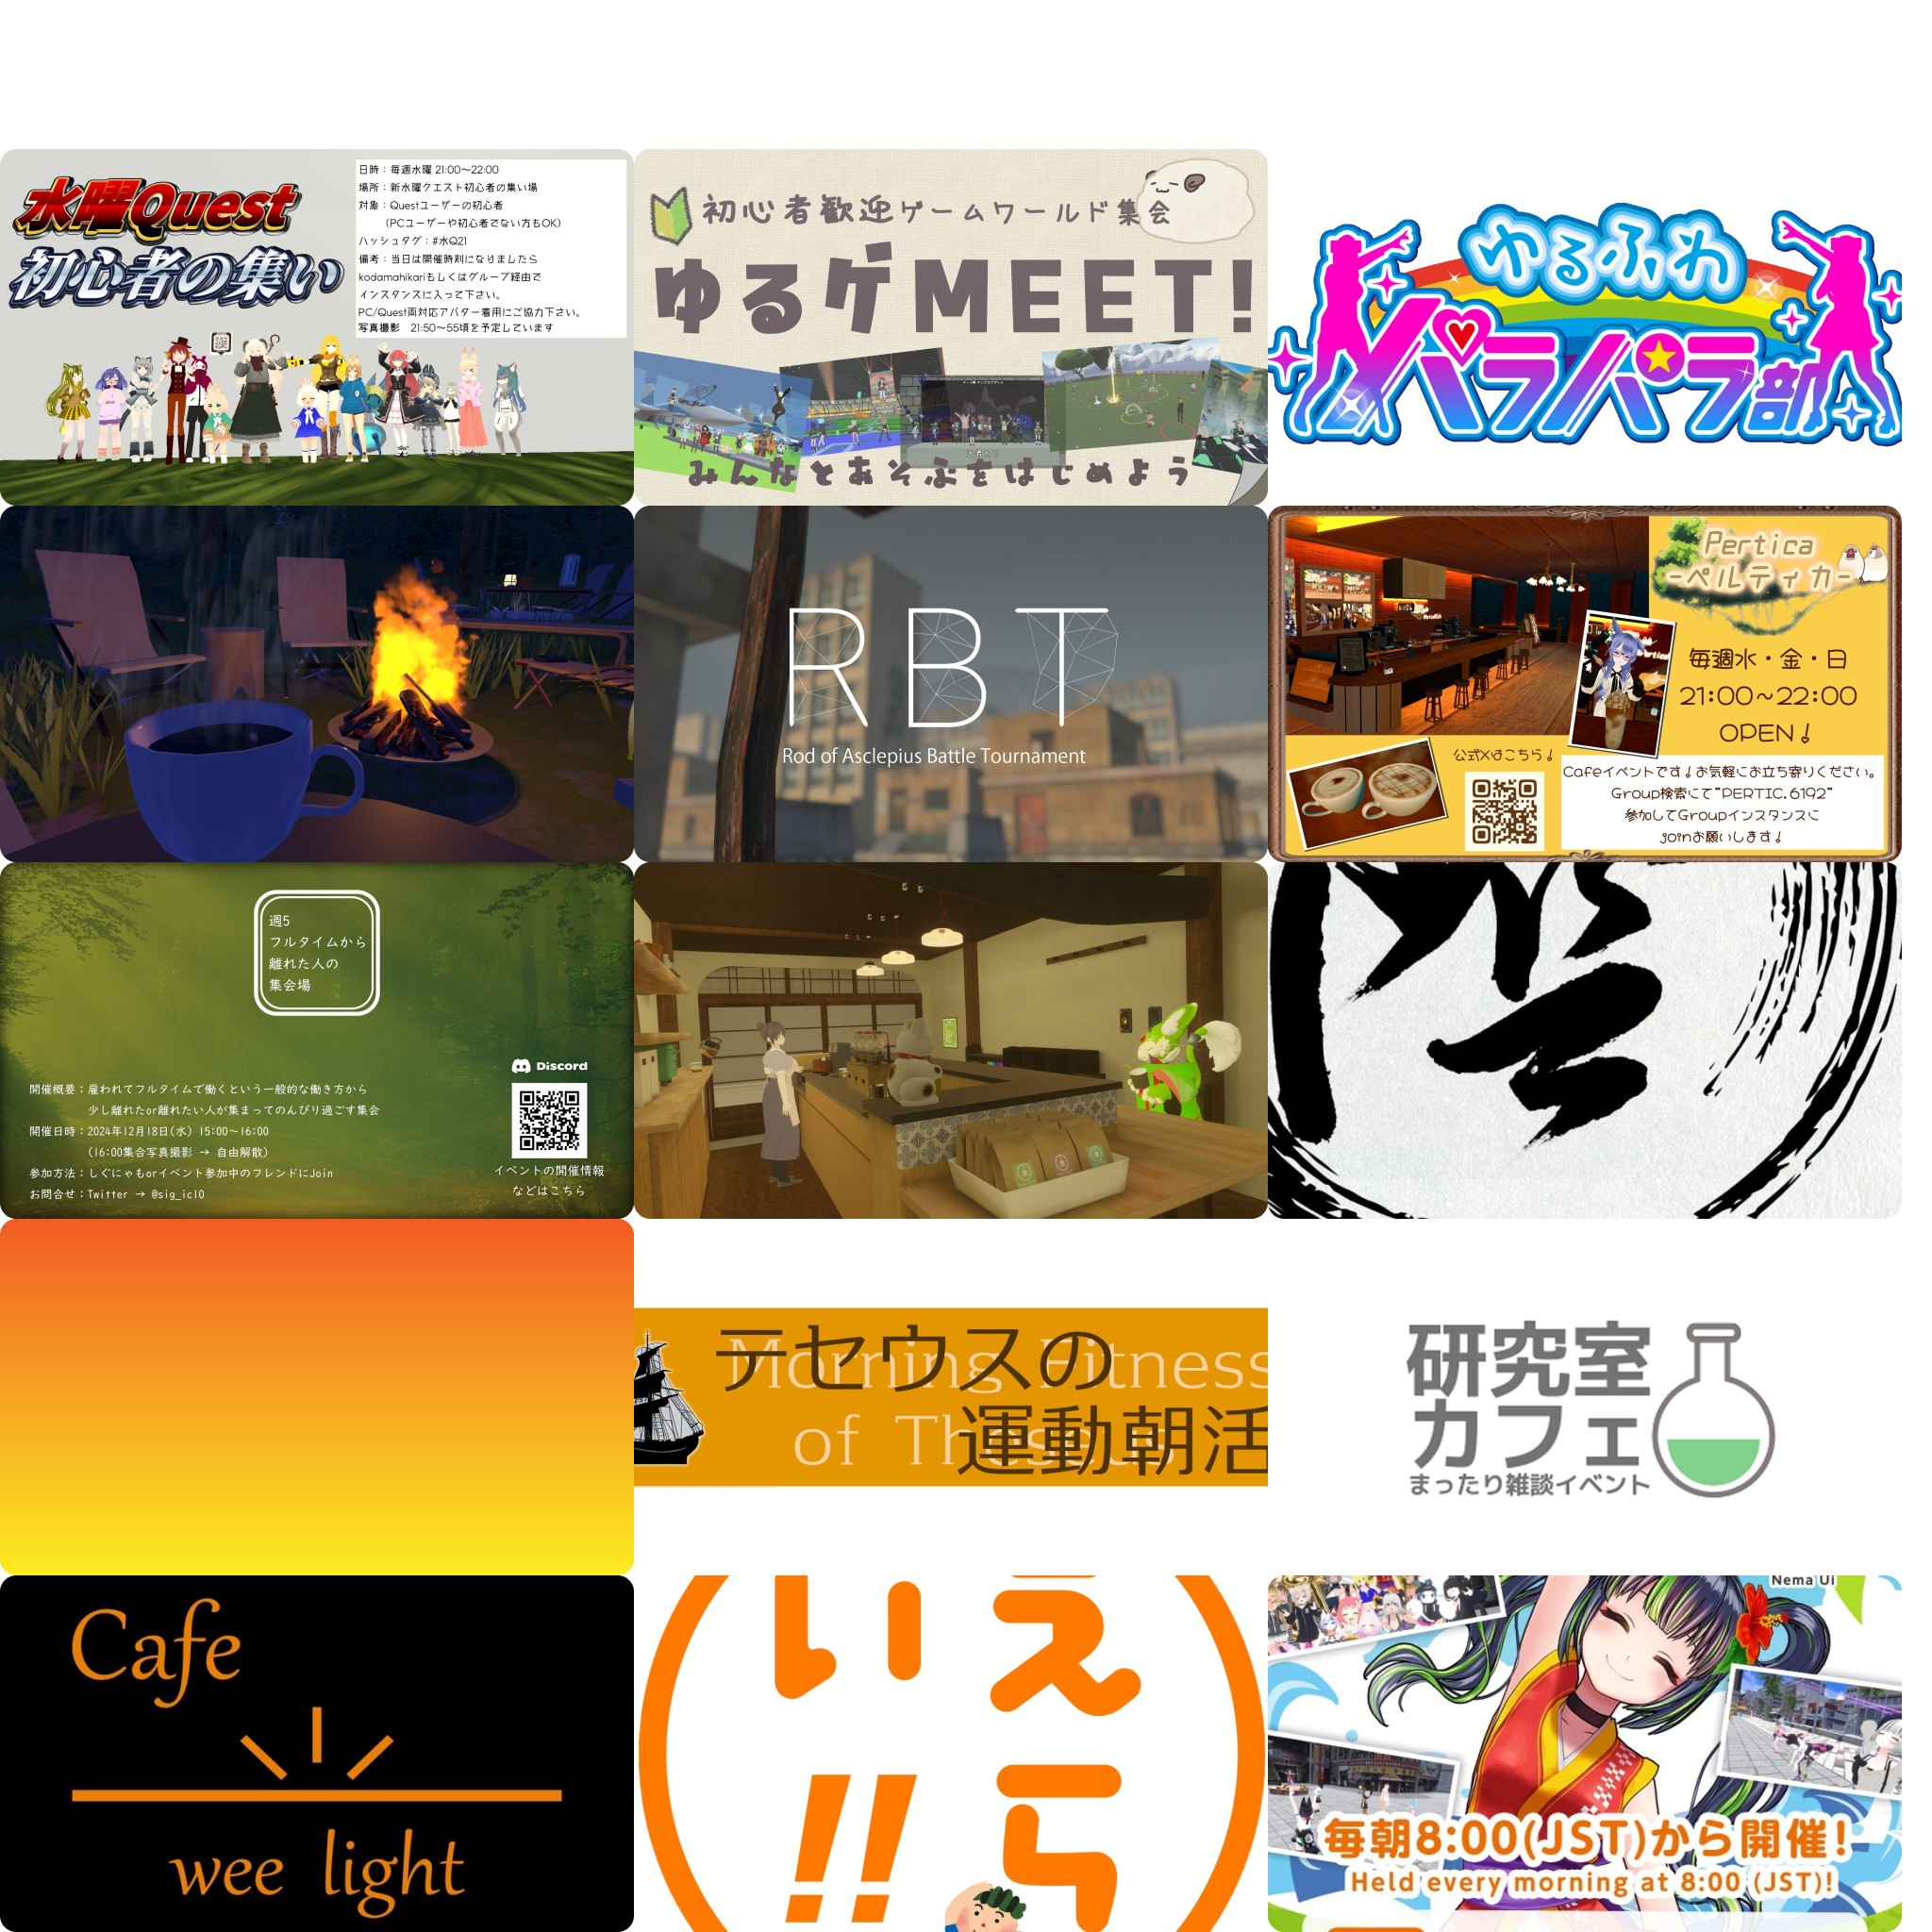 水曜Quest
初心者の集い
日時：毎週水曜 21:00～22:00
場所：新水曜クエスト初心者の集い場
対象：Questユーザーの初心者
(PCユーザーや初心者でない方もOK)
ハッシュタグ：#水Q21
備考：当日は開催時刻になりましたら
kodamahikariもしくはグループ経由で
インスタンスに入って下さい。
PC/Quest両対応アバター着用にご協力下さい。
写真撮影 21:50～55頃を予定しています
初心者歓迎ゲームワールド集会
ゆるゲMEET!
みんなとあそぶをはじめよう
ゆるふわ
パラパラ部
RBT
Rod of Asclepius Battle Tournament
Pertica
-ペルティカ-
毎週水・金・日
21:00～22:00
OPEN!
公式Xはこちら!
Cafeイベントです!お気軽にお立ち寄りください。
Group検索にて"PERTIC.6192"
参加してGroupインスタンスに
joinお願いします!
週5
フルタイムから
離れた人の
集会場
Discord
開催概要：雇われてフルタイムで働くという一般的な働き方から
少し離れたor離れたい人が集まってのんびり過ごす集会
開催日時：2024年12月18日(水) 15:00～16:00
(16:00集合写真撮影 → 自由解散)
参加方法：しぐにゃもorイベント参加中のフレンドにJoin
お問合せ：Twitter → @sig_ic10
イベントの開催情報
などはこちら
テセウスの
運動朝活
Morning Fitness
of Theseus
研究室
カフェ
まったり雑談イベント
Cafe
wee light
えら
い!!
Nema Ui
毎朝8:00(JST)から開催!
Held every morning at 8:00 (JST)!